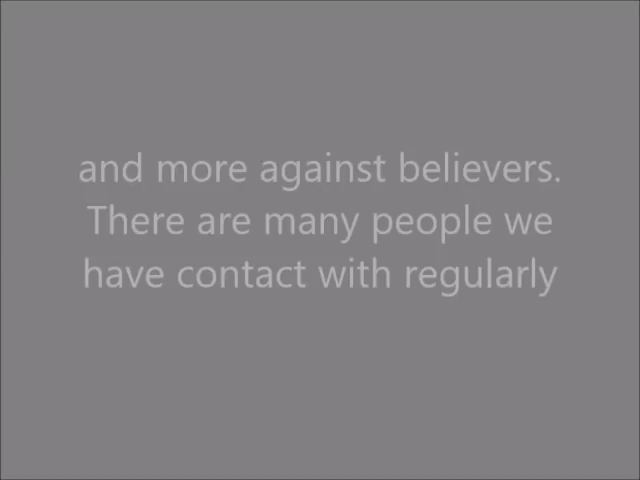 and more against believers.
There are many people we
have contact with regularly